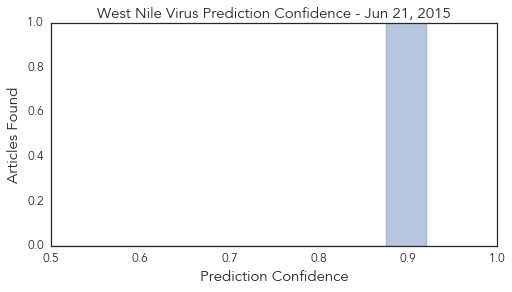 West Nile Virus Prediction Confidence - Jun 21, 2015
1.0
0.8
0.6
0.4
0.2
0.0
Articles Found
0.5 0.6 0.7 0.8 0.9 1.0
Prediction Confidence